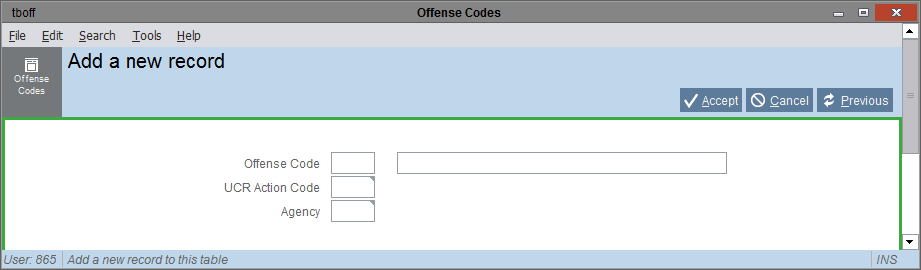 tboff Offense Codes
File Edit Search Tools Help
Add a new record
Offense
Codes
Accept Cancel Previous
Offense Code
UCR Action Code
Agency
User: 865 Add a new record to this table INS